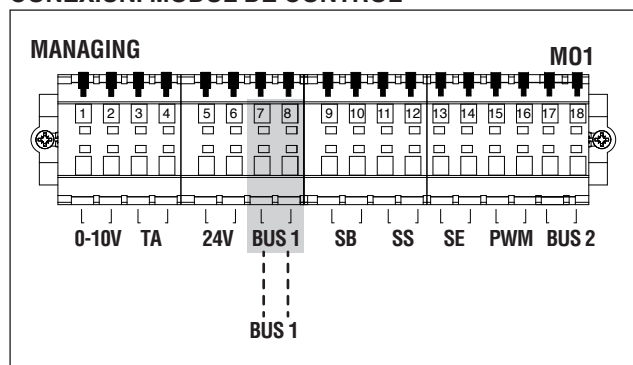 CONEXIUNI MODUL DE CONTROL
MANAGING
M01
1 2 3 4 5 6 7 8 9 10 11 12 13 14 15 16 17 18
0-10V TA 24V BUS 1 SB SS SE PWM BUS 2
BUS 1